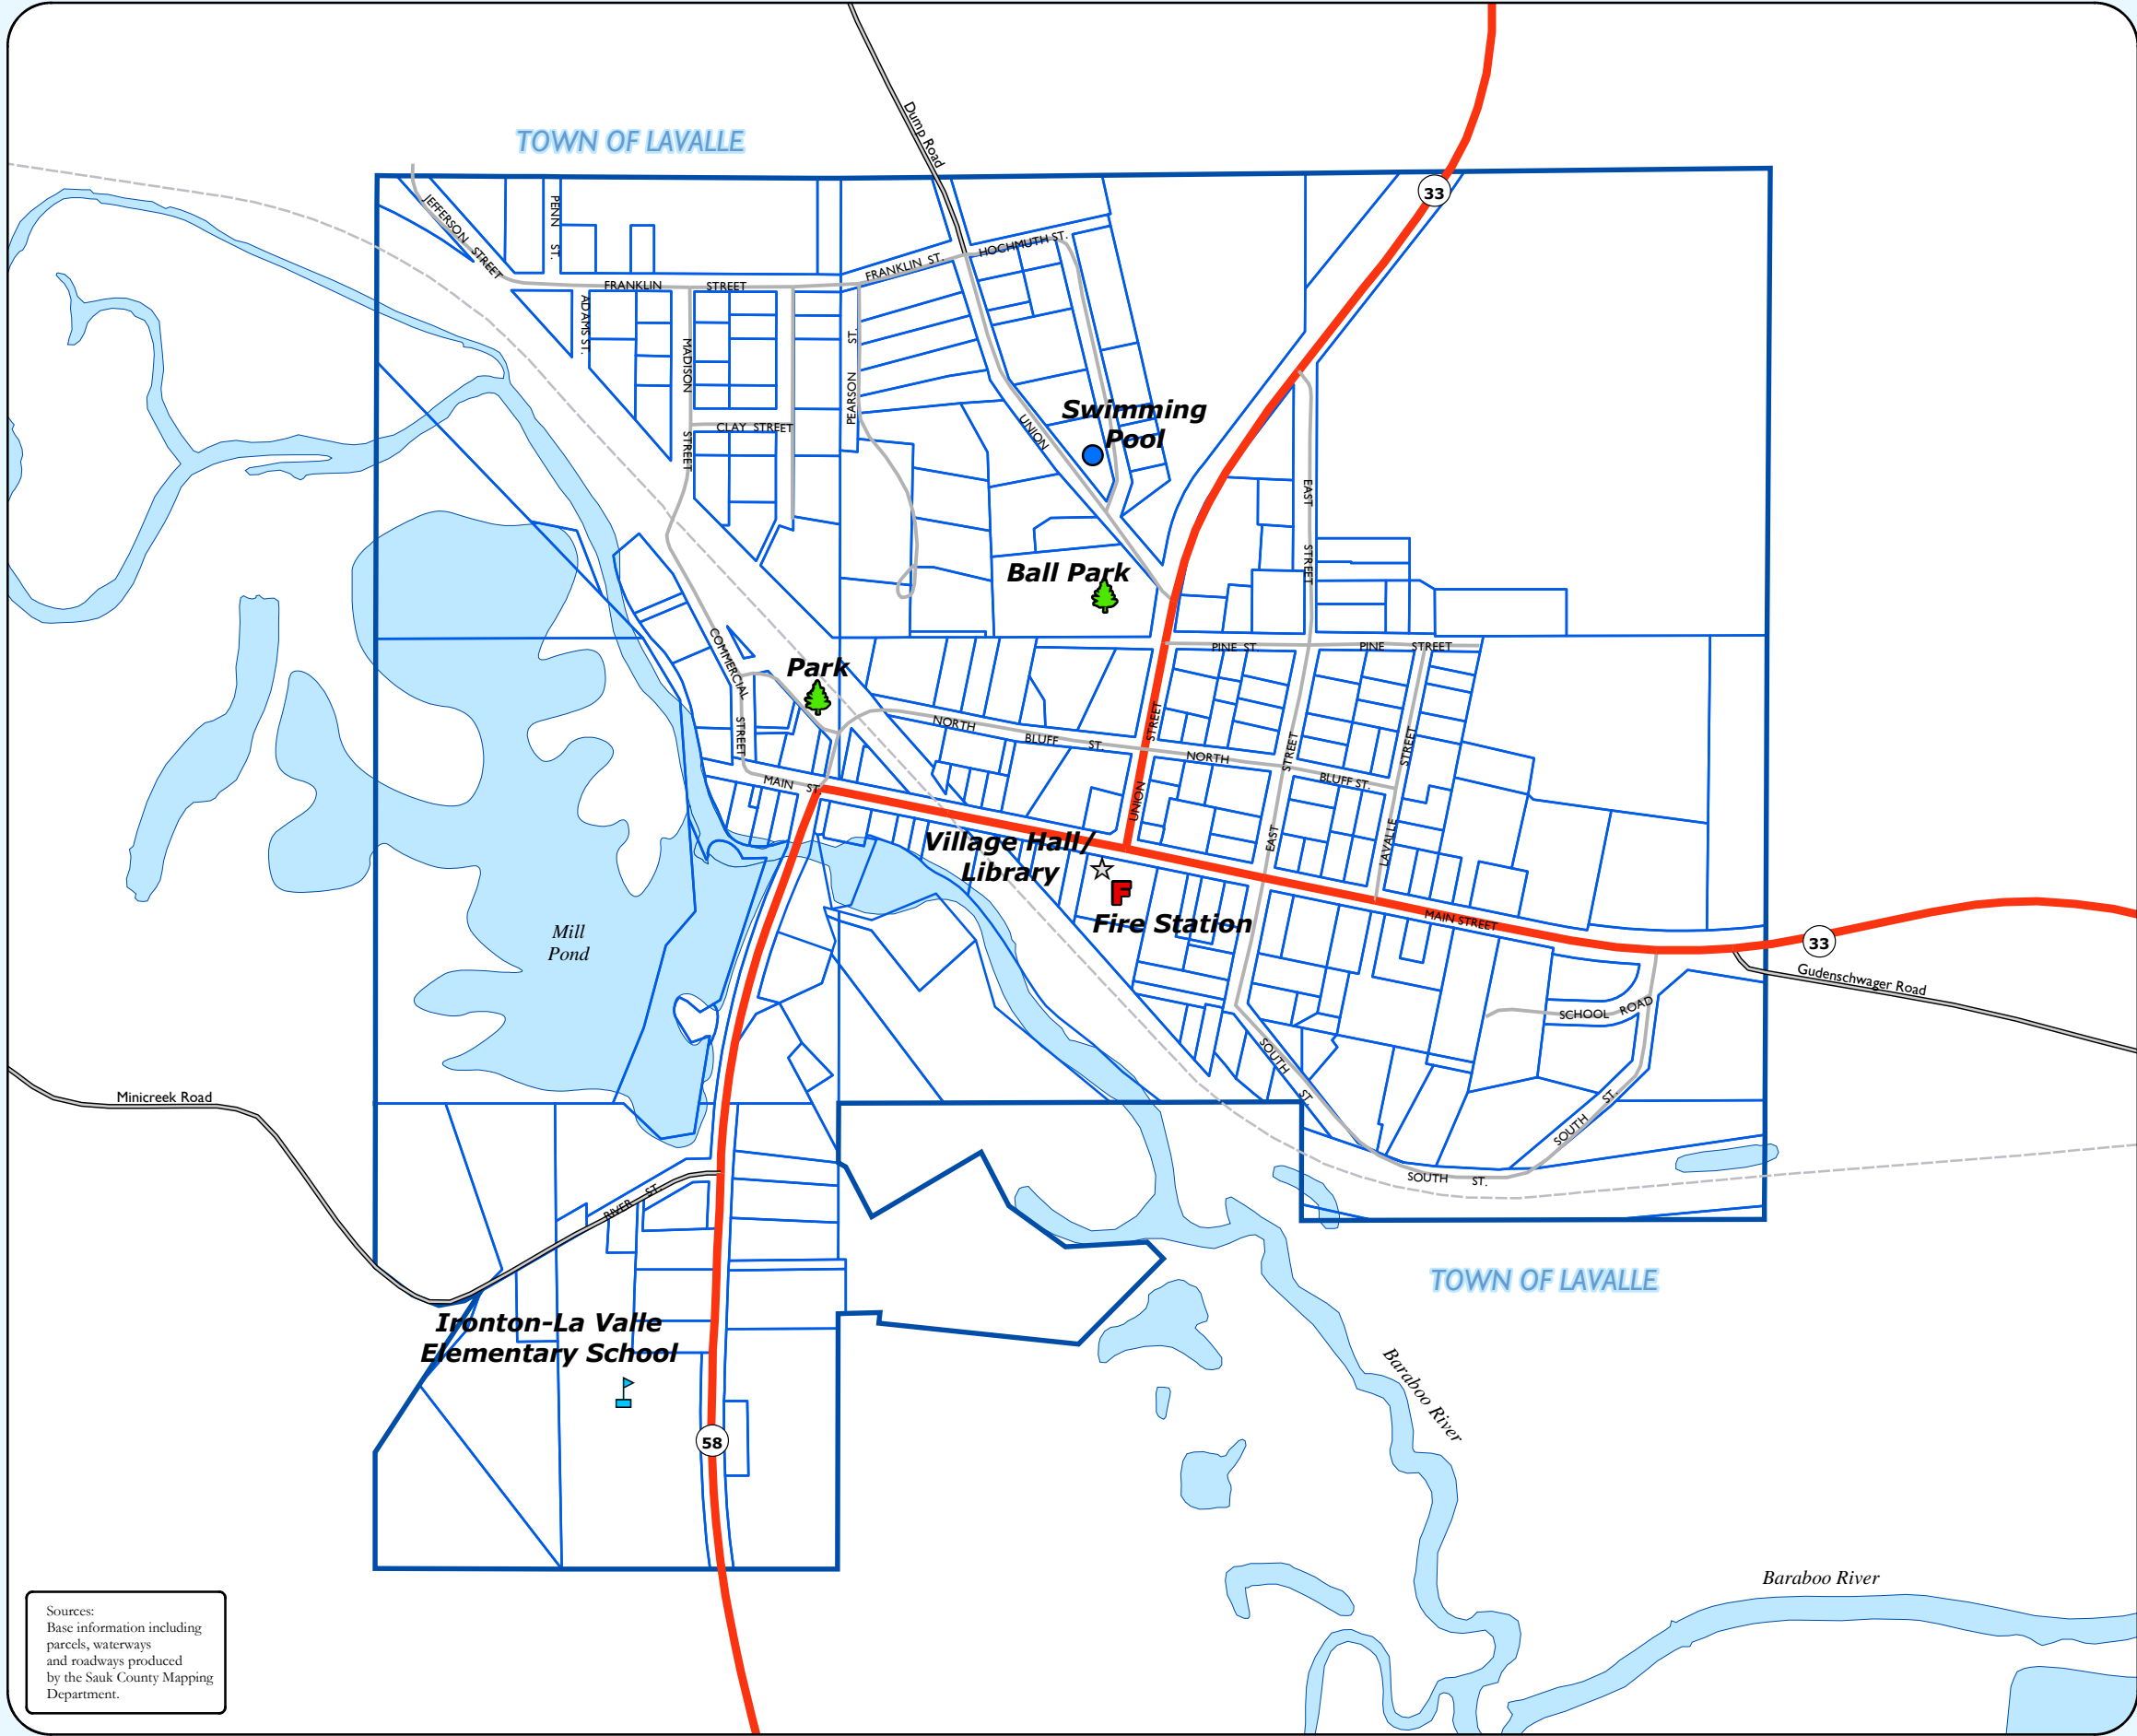 TOWN OF LAVALLE
Dump Road
33
JEFFERSON STREET
PENN ST.
FRANKLIN ST.
HOCHMUTH ST.
FRANKLIN STREET
ADAMS ST.
MADISON STREET
PEARSON ST.
CLAY STREET
UNION
Swimming
Pool
EAST STREET
Ball Park
COMMERCIAL STREET
Park
PINE ST.
PINE STREET
NORTH BLUFF ST.
NORTH BLUFF ST.
UNION STREET
EAST STREET
LAVALLE STREET
MAIN ST.
Village Hall/
Library
F
Fire Station
MAIN STREET
33
Gudenschwager Road
Mill
Pond
SCHOOL ROAD
SOUTH ST.
SOUTH ST.
SOUTH ST.
Minicreek Road
RIVER ST.
TOWN OF LAVALLE
Ironton-La Valle
Elementary School
58
Baraboo River
Baraboo River
Sources:
Base information including
parcels, waterways
and roadways produced
by the Sauk County Mapping
Department.